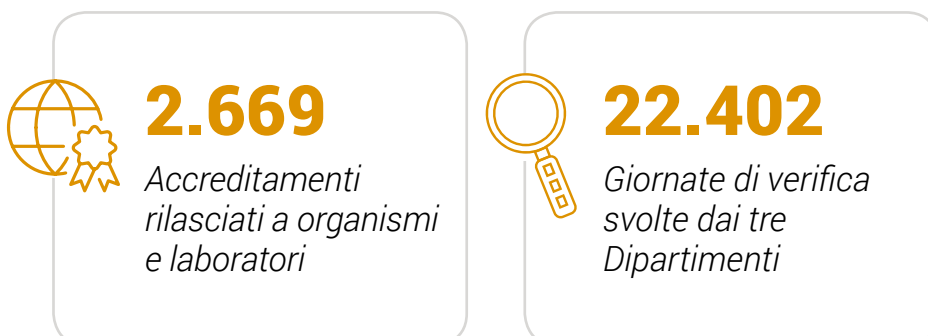 2.669
Accreditamenti
rilasciati a organismi
e laboratori
22.402
Giornate di verifica
svolte dai tre
Dipartimenti